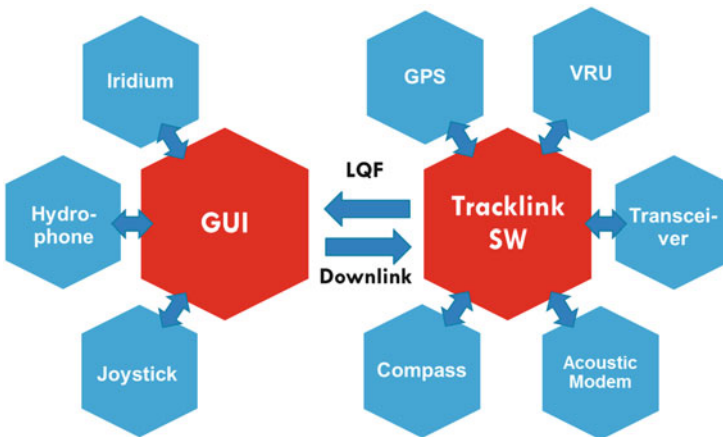 Iridium
GPS
VRU
Hydro-
phone
GUI
LQF
Downlink
Tracklink
SW
Transcei-
ver
Joystick
Compass
Acoustic
Modem